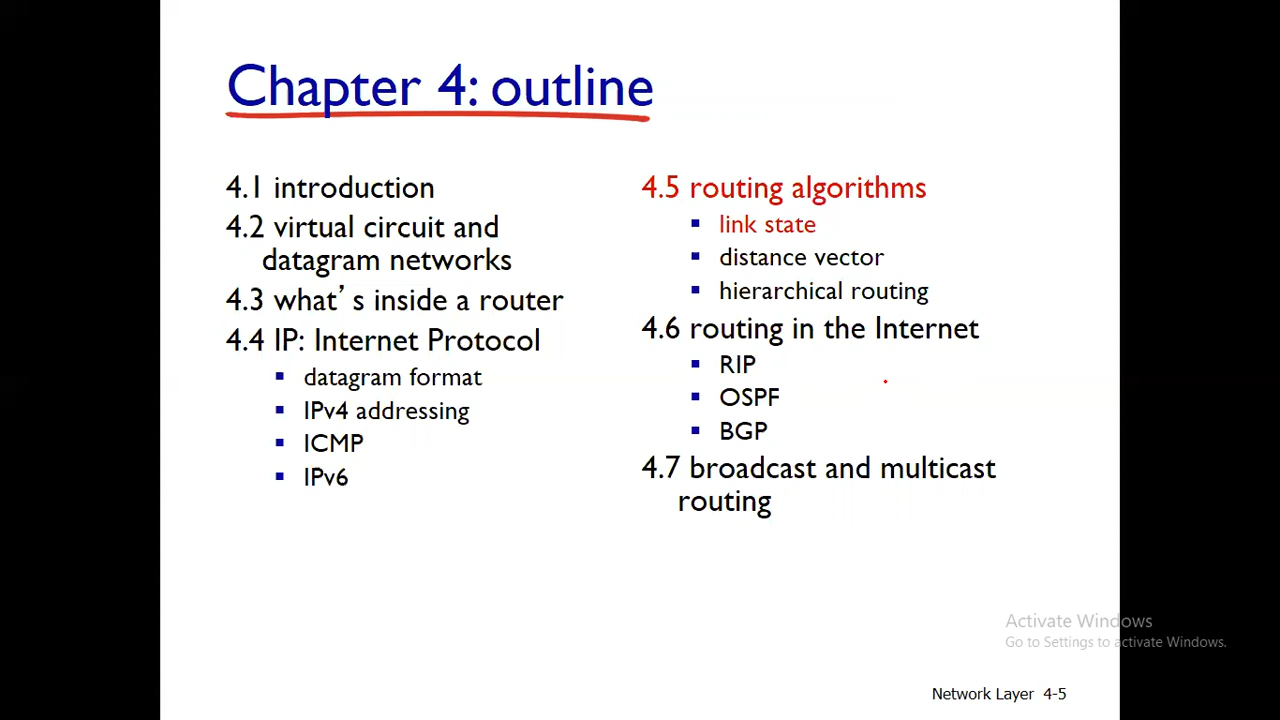 Chapter 4: outline
4.1 introduction
4.2 virtual circuit and
datagram networks
4.3 what’s inside a router
4.4 IP: Internet Protocol
▪ datagram format
▪ IPv4 addressing
▪ ICMP
▪ IPv6
4.5 routing algorithms
▪ link state
▪ distance vector
▪ hierarchical routing
4.6 routing in the Internet
▪ RIP
▪ OSPF
▪ BGP
4.7 broadcast and multicast
routing
Activate Windows
Go to Settings to activate Windows.
Network Layer 4-5